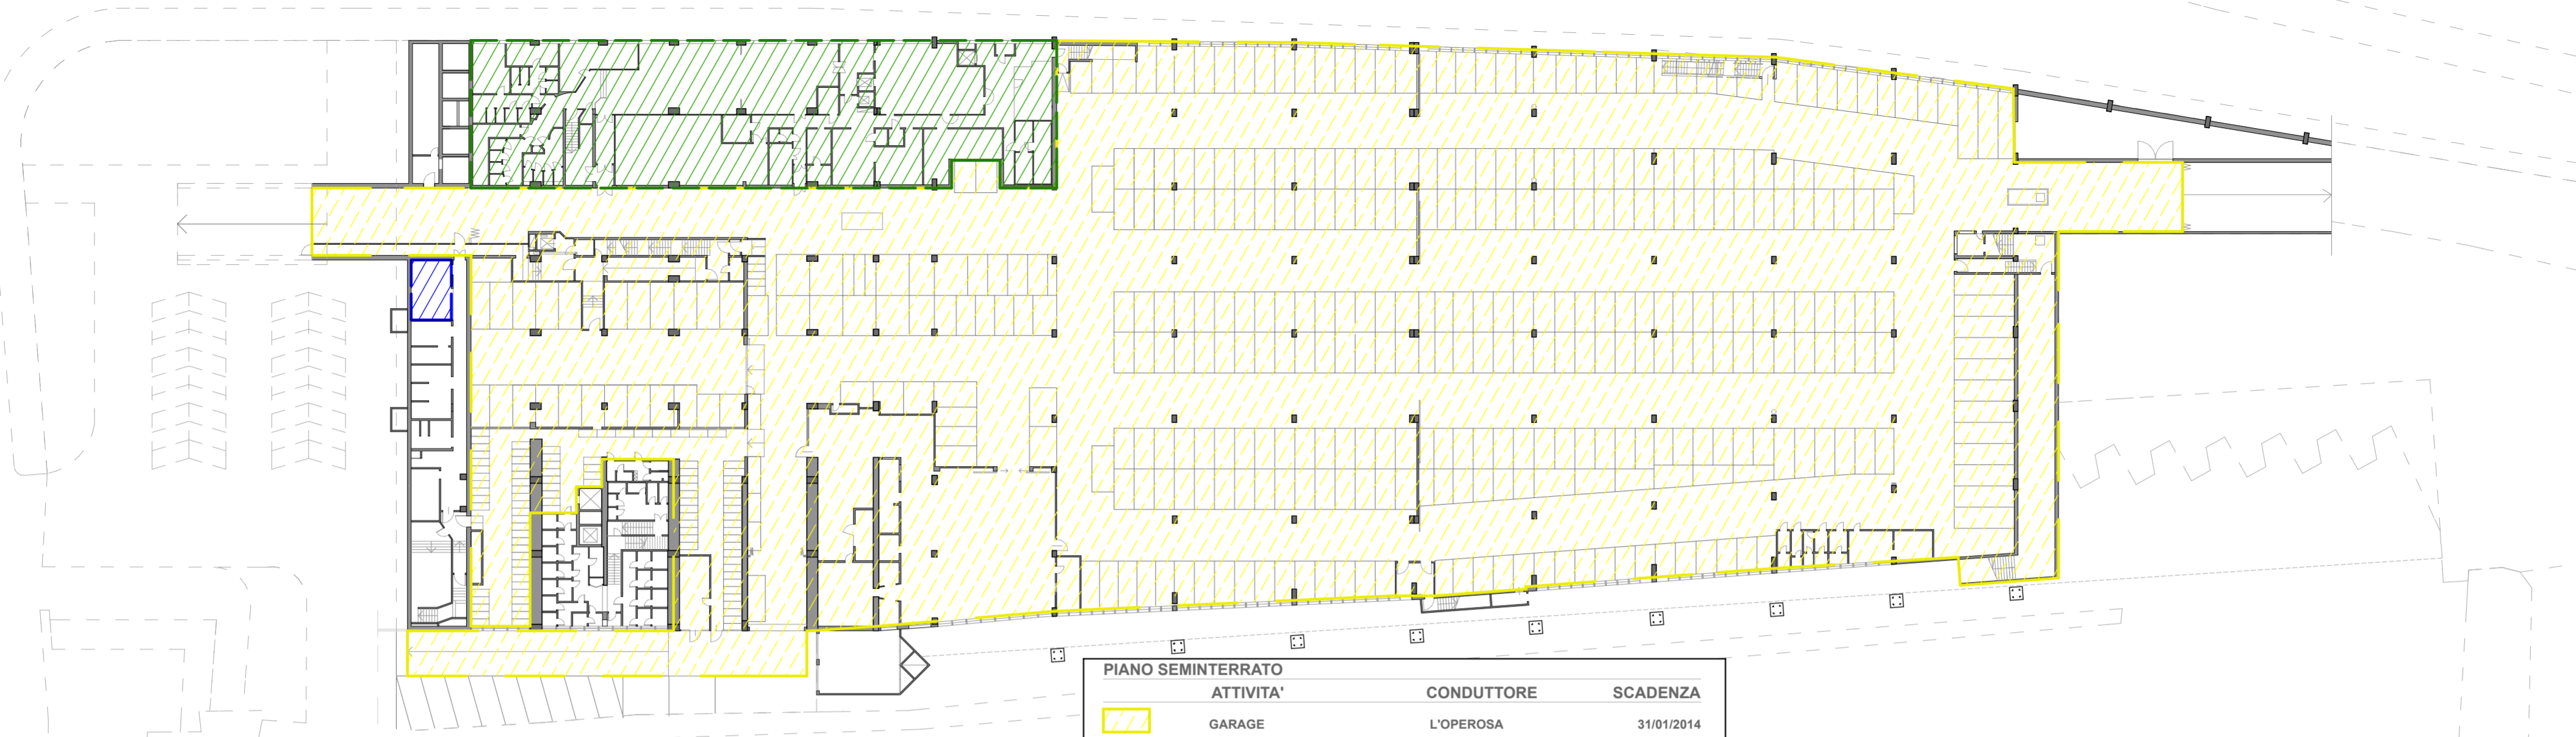 PIANO SEMINTERRATO
ATTIVITA' CONDUTTORE SCADENZA
GARAGE L'OPEROSA 31/01/2014